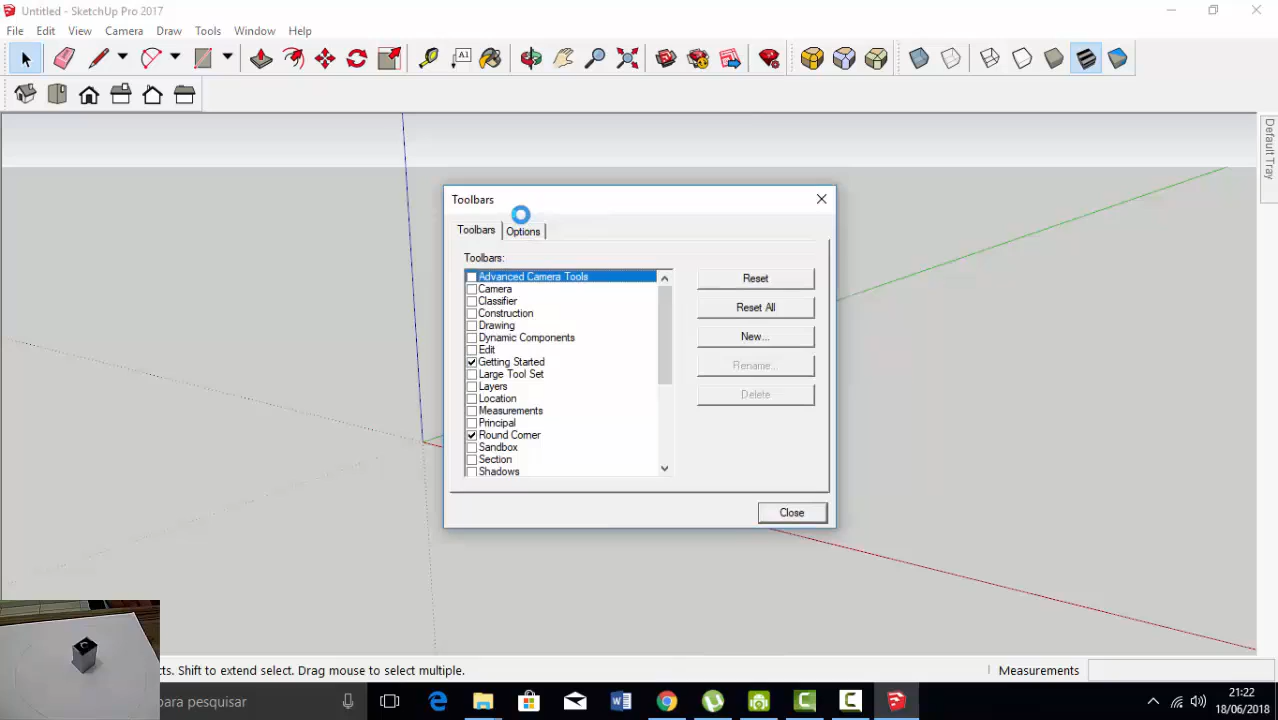 Untitled - SketchUp Pro 2017
File Edit View Camera Draw Tools Window Help
A1
Default Tray
Toolbars
Toolbars Options
Toolbars:
Advanced Camera Tools
Camera
Classifier
Construction
Drawing
Dynamic Components
Edit
Getting Started
Large Tool Set
Layers
Location
Measurements
Principal
Round Corner
Sandbox
Section
Shadows
Reset
Reset All
New...
Rename...
Delete
Close
cts. Shift to extend select. Drag mouse to select multiple.
Measurements
para pesquisar
21:22
18/06/2018